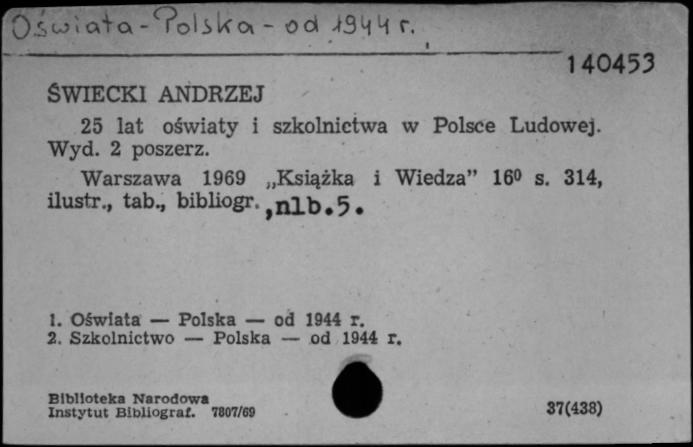 Oświata - Polska - od 1944 r.
140453
ŚWIECKI ANDRZEJ
25 lat oświaty i szkolnictwa w Polsce Ludowej.
Wyd. 2 poszerz.
Warszawa 1969 „Książka i Wiedza” 16⁰ s. 314,
ilustr., tab., bibliogr. ,nlb.5.
1. Oświata — Polska — od 1944 r.
2. Szkolnictwo — Polska — od 1944 r.
Biblioteka Narodowa
Instytut Bibliograf. 7807/69
37(438)